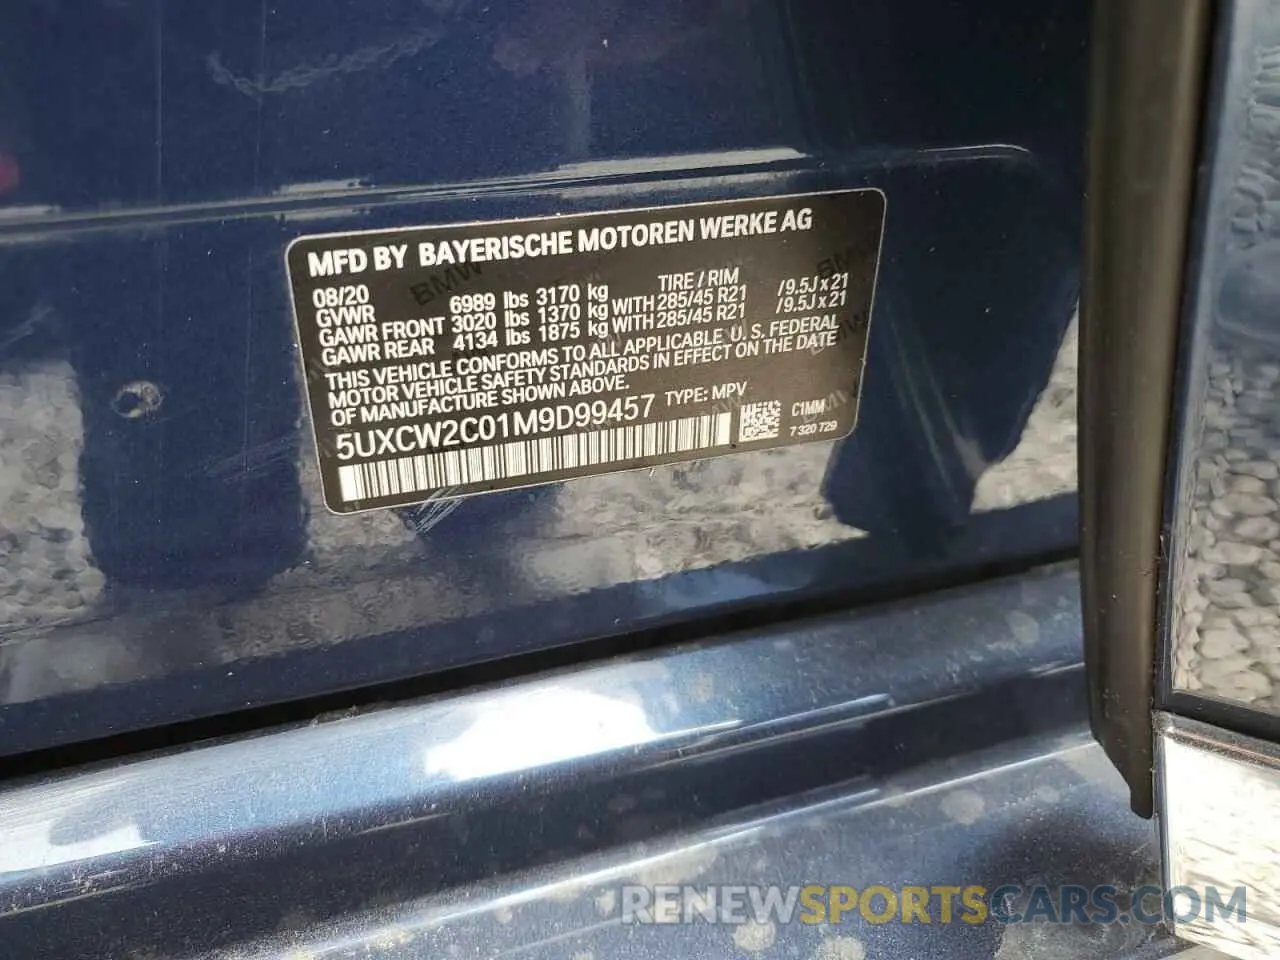 MFD BY BAYERISCHE MOTOREN WERKE AG
08/20 TIRE / RIM
GVWR 6989 lbs 3170 kg
GAWR FRONT 3020 lbs 1370 kg WITH 285/45 R21 /9.5J x 21
GAWR REAR 4134 lbs 1875 kg WITH 285/45 R21 /9.5J x 21
THIS VEHICLE CONFORMS TO ALL APPLICABLE U.S. FEDERAL
MOTOR VEHICLE SAFETY STANDARDS IN EFFECT ON THE DATE
OF MANUFACTURE SHOWN ABOVE.
5UXCW2C01M9D99457 TYPE: MPV
C1MM
7 320 729
RENEWSPORTSCARS.COM